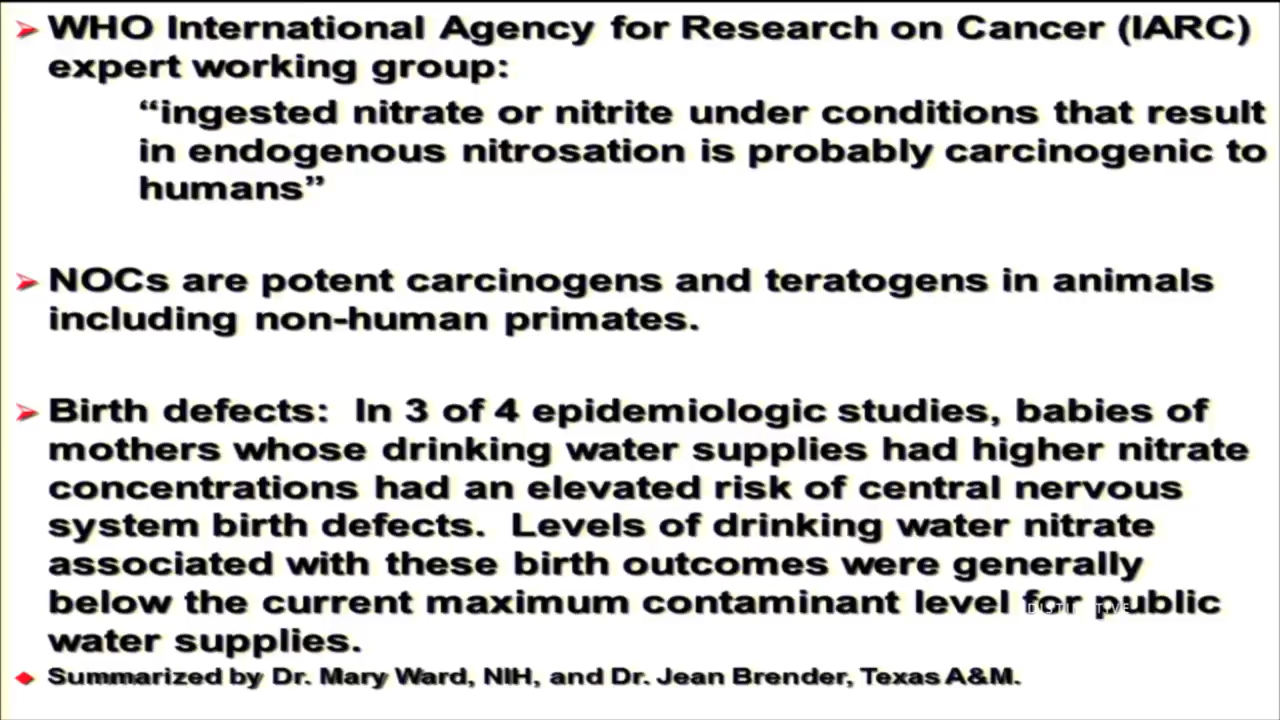 WHO International Agency for Research on Cancer (IARC)
expert working group:
“ingested nitrate or nitrite under conditions that result
in endogenous nitrosation is probably carcinogenic to
humans”
NOCs are potent carcinogens and teratogens in animals
including non-human primates.
Birth defects: In 3 of 4 epidemiologic studies, babies of
mothers whose drinking water supplies had higher nitrate
concentrations had an elevated risk of central nervous
system birth defects. Levels of drinking water nitrate
associated with these birth outcomes were generally
below the current maximum contaminant level for public
water supplies.
Summarized by Dr. Mary Ward, NIH, and Dr. Jean Brender, Texas A&M.